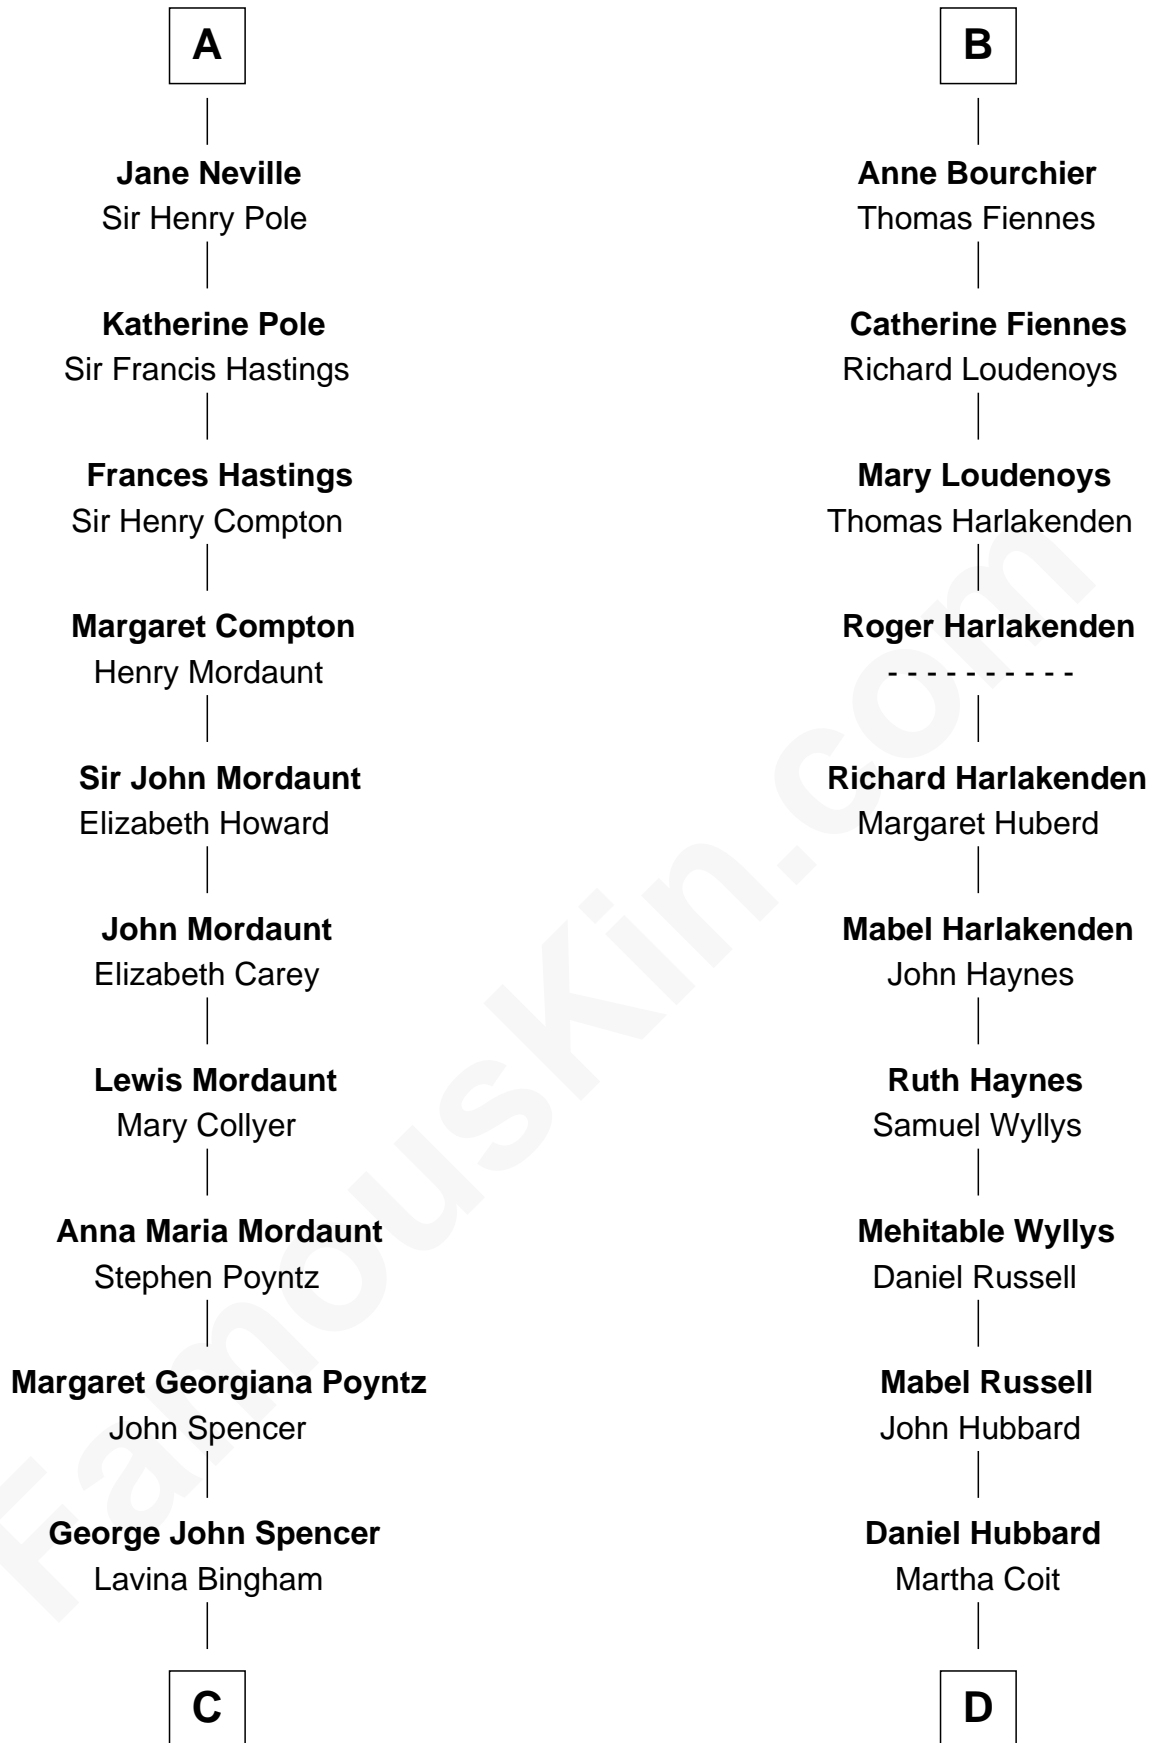 A
Jane Neville
Sir Henry Pole
Katherine Pole
Sir Francis Hastings
Frances Hastings
Sir Henry Compton
Margaret Compton
Henry Mordaunt
Sir John Mordaunt
Elizabeth Howard
John Mordaunt
Elizabeth Carey
Lewis Mordaunt
Mary Collyer
Anna Maria Mordaunt
Stephen Poyntz
Margaret Georgiana Poyntz
John Spencer
George John Spencer
Lavina Bingham
C
B
Anne Bourchier
Thomas Fiennes
Catherine Fiennes
Richard Loudenoys
Mary Loudenoys
Thomas Harlakenden
Roger Harlakenden
- - - - - - - - - -
Richard Harlakenden
Margaret Huberd
Mabel Harlakenden
John Haynes
Ruth Haynes
Samuel Wyllys
Mehitable Wyllys
Daniel Russell
Mabel Russell
John Hubbard
Daniel Hubbard
Martha Coit
D
FamousKin.com